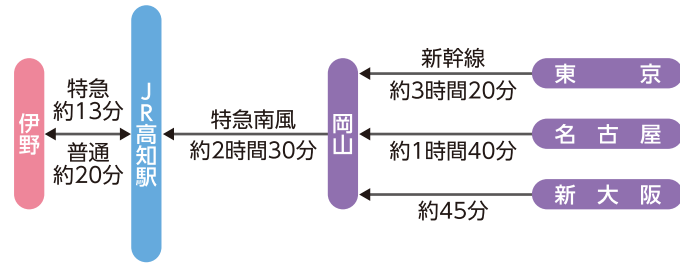 伊野
特急
約13分
普通
約20分
JR高知駅
特急南風
約2時間30分
岡山
新幹線
約3時間20分
東京
約1時間40分
名古屋
約45分
新大阪